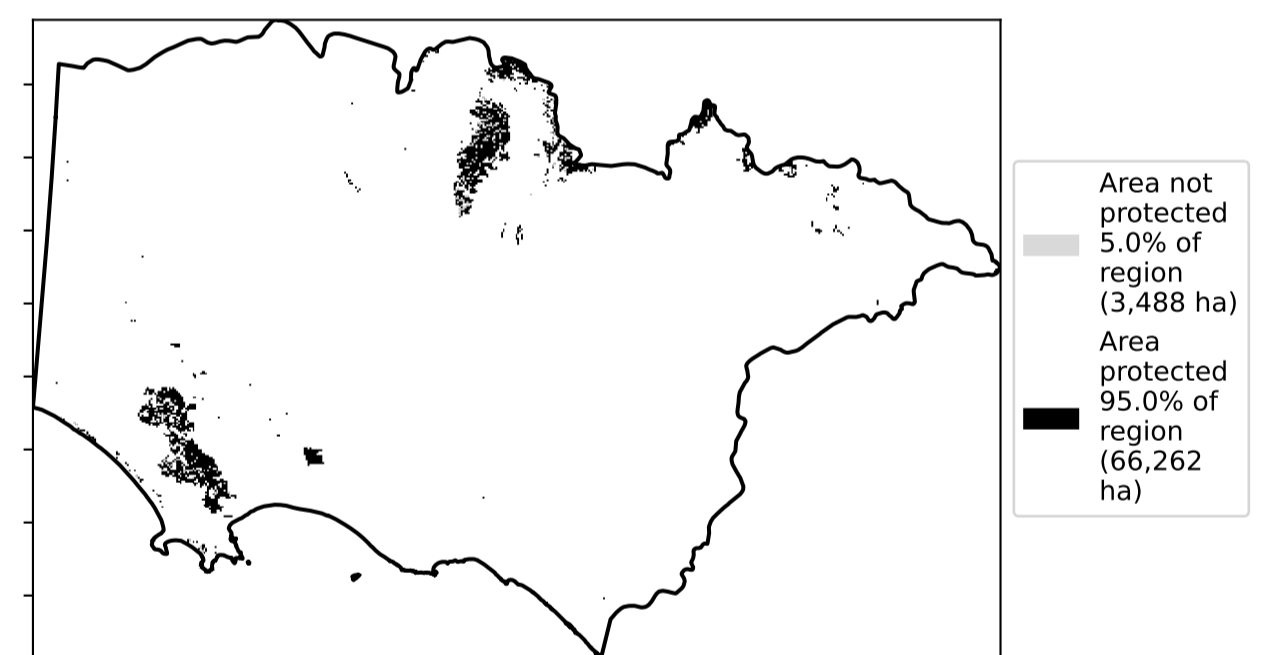 Area not
protected
5.0% of
region
(3,488 ha)
Area
protected
95.0% of
region
(66,262
ha)